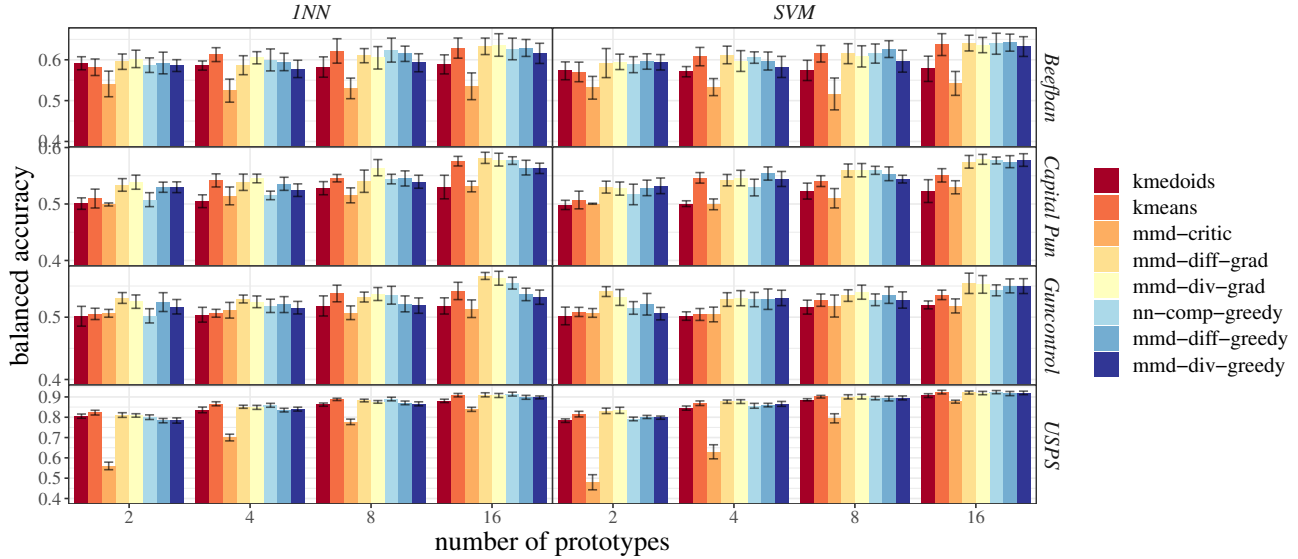 1NN SVM
0.6
0.5
0.4
Beefban
0.6
0.5
0.4
Capital Pun
0.5
0.4
Guncontrol
0.9
0.8
0.7
0.6
0.5
0.4
USPS
balanced accuracy
2 4 8 16 2 4 8 16
number of prototypes
kmedoids
kmeans
mmd−critic
mmd−diff−grad
mmd−div−grad
nn−comp−greedy
mmd−diff−greedy
mmd−div−greedy